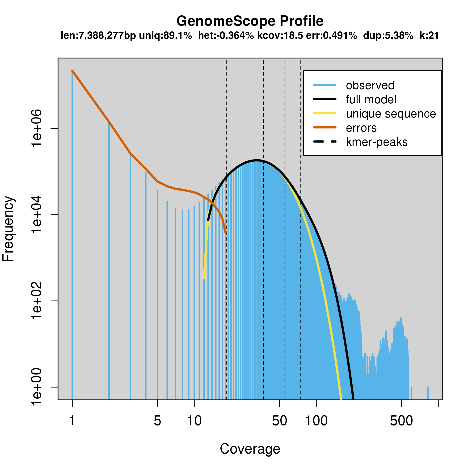 GenomeScope Profile
len:7,388,277bp uniq:89.1% het:-0.364% kcov:18.5 err:0.491% dup:5.38% k:21
observed
full model
unique sequence
errors
kmer-peaks
Frequency
1e+06
1e+04
1e+02
1e+00
1 5 10 50 100 500
Coverage